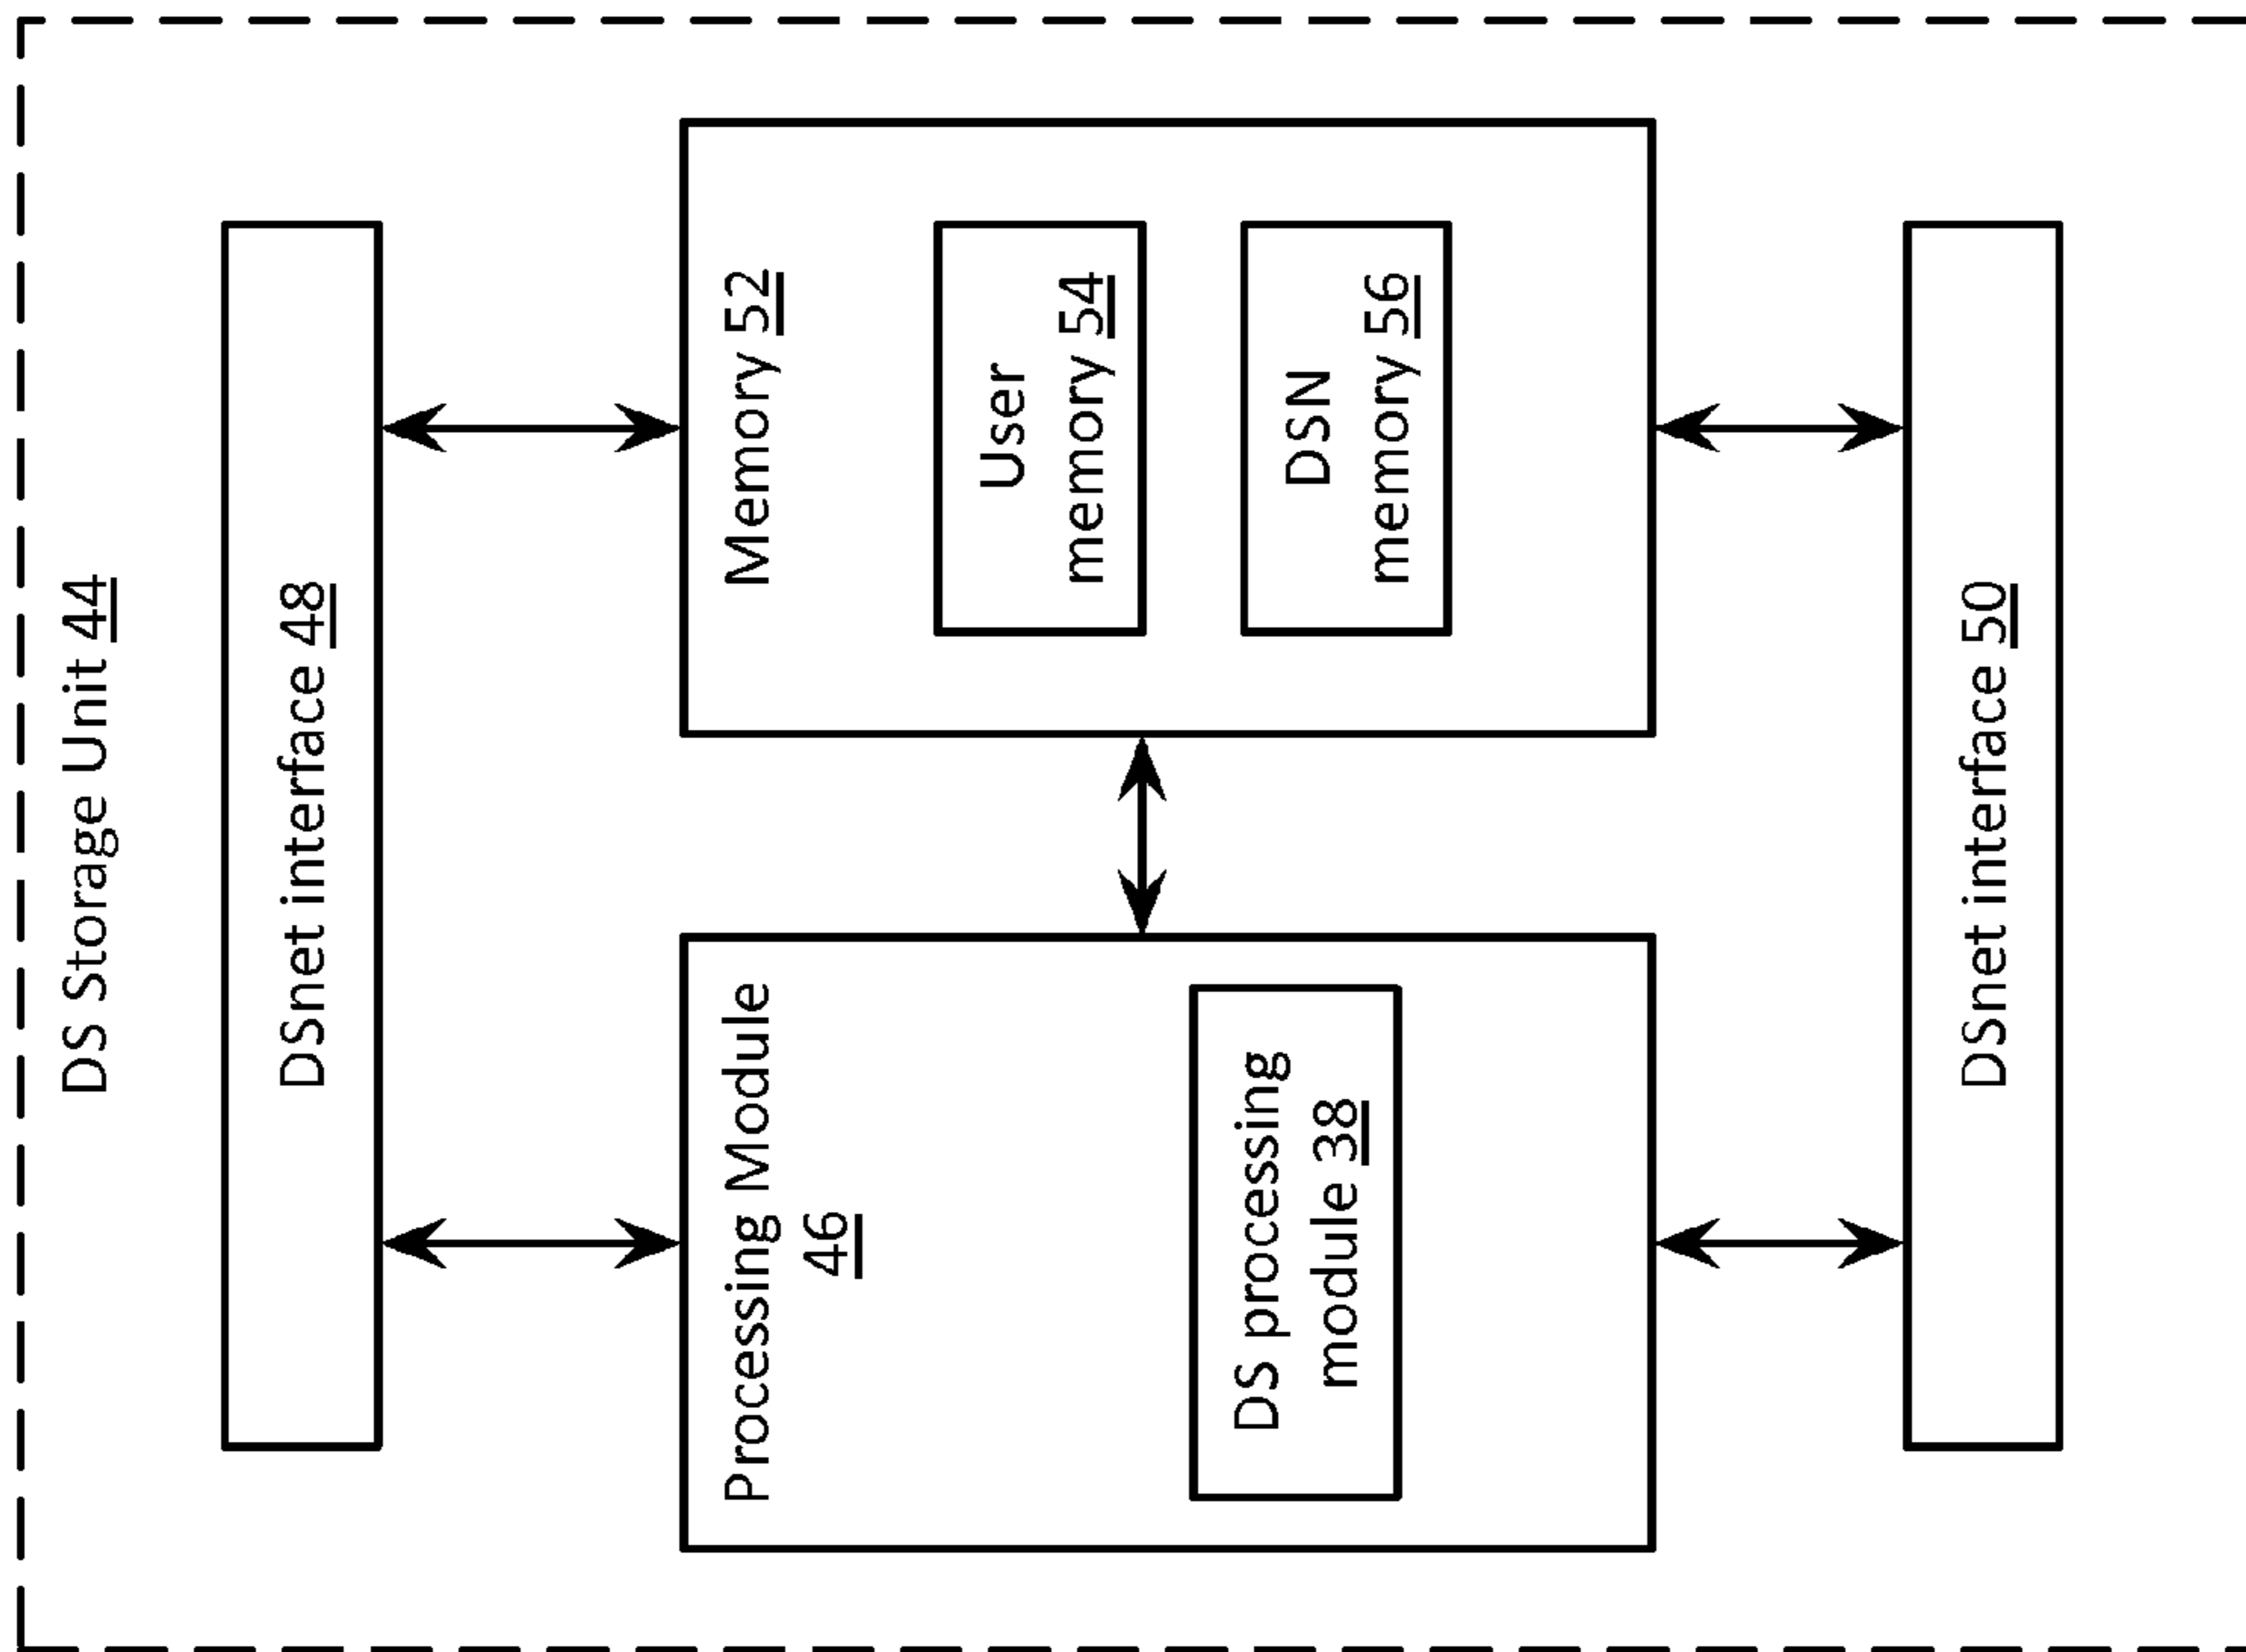 DS Storage Unit 44
DSnet interface 48
Processing Module
46
DS processing
module 38
Memory 52
User
memory 54
DSN
memory 56
DSnet interface 50